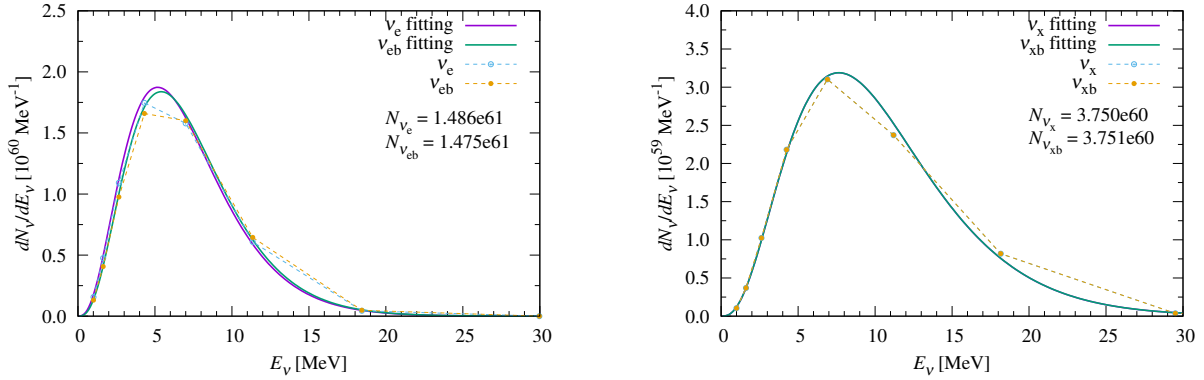 ν_e fitting
ν_eb fitting
ν_e
ν_eb
N_ν_e = 1.486e61
N_ν_eb = 1.475e61
dN_ν/dE_ν [10^60 MeV^-1]
2.5
2.0
1.5
1.0
0.5
0.0
0 5 10 15 20 25 30
E_ν [MeV]
ν_x fitting
ν_xb fitting
ν_x
ν_xb
N_ν_x = 3.750e60
N_ν_xb = 3.751e60
dN_ν/dE_ν [10^59 MeV^-1]
4.0
3.5
3.0
2.5
2.0
1.5
1.0
0.5
0.0
0 5 10 15 20 25 30
E_ν [MeV]